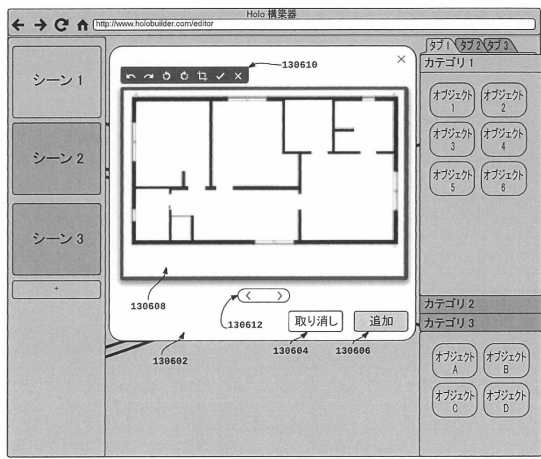 Holo 構築器
http://www.holobuilder.com/editor
シーン 1
シーン 2
シーン 3
+
130610
130608
130612
取り消し
追加
130602
130604
130606
タブ 1
タブ 2
タブ 3
カテゴリ 1
オブジェクト
1
オブジェクト
2
オブジェクト
3
オブジェクト
4
オブジェクト
5
オブジェクト
6
カテゴリ 2
カテゴリ 3
オブジェクト
A
オブジェクト
B
オブジェクト
C
オブジェクト
D